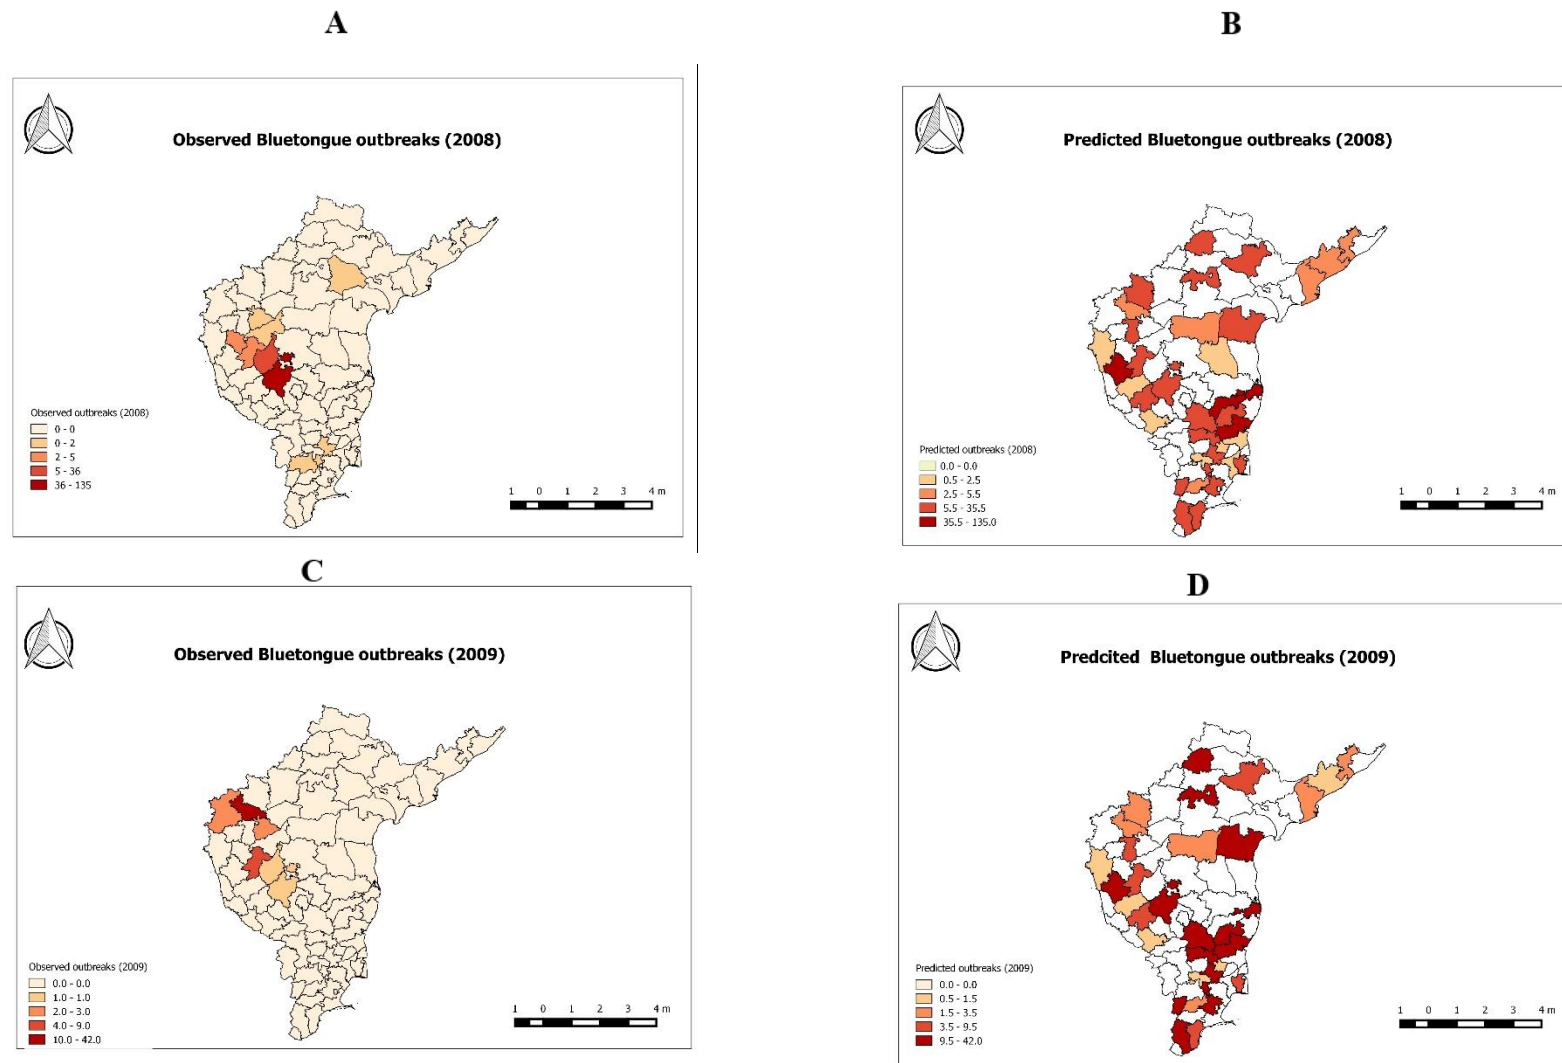 A
Observed Bluetongue outbreaks (2008)
Observed outbreaks (2008)
0 - 0
0 - 2
2 - 5
5 - 36
36 - 135
1 0 1 2 3 4 m
B
Predicted Bluetongue outbreaks (2008)
Predicted outbreaks (2008)
0.0 - 0.0
0.5 - 2.5
2.5 - 5.5
5.5 - 35.5
35.5 - 135.0
1 0 1 2 3 4 m
C
Observed Bluetongue outbreaks (2009)
Observed outbreaks (2009)
0.0 - 0.0
1.0 - 1.0
2.0 - 3.0
4.0 - 9.0
10.0 - 42.0
1 0 1 2 3 4 m
D
Predcited Bluetongue outbreaks (2009)
Predicted outbreaks (2009)
0.0 - 0.0
0.5 - 1.5
1.5 - 3.5
3.5 - 9.5
9.5 - 42.0
1 0 1 2 3 4 m